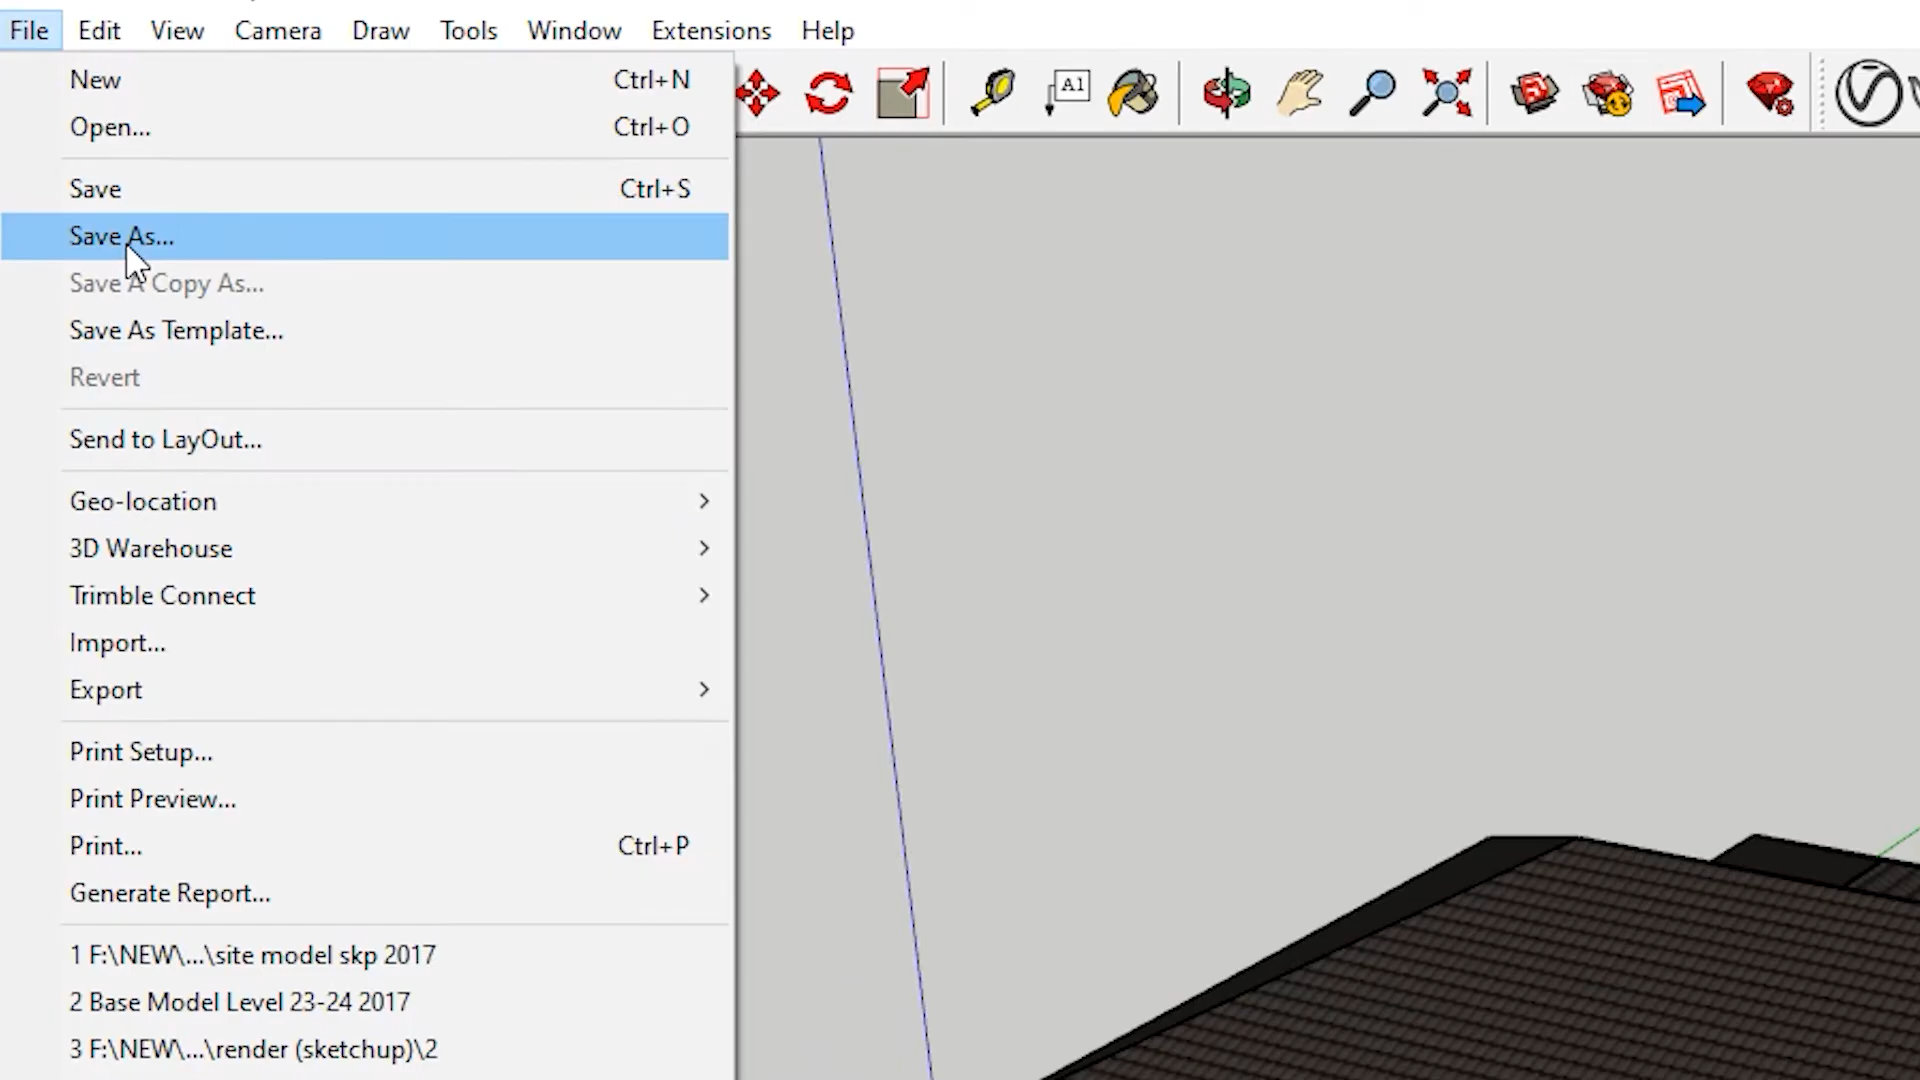 File Edit View Camera Draw Tools Window Extensions Help
New Ctrl+N
Open... Ctrl+O
Save Ctrl+S
Save As...
Save A Copy As...
Save As Template...
Revert
Send to LayOut...
Geo-location
3D Warehouse
Trimble Connect
Import...
Export
Print Setup...
Print Preview...
Print... Ctrl+P
Generate Report...
1 F:\NEW\...\site model skp 2017
2 Base Model Level 23-24 2017
3 F:\NEW\...\render (sketchup)\2
A1